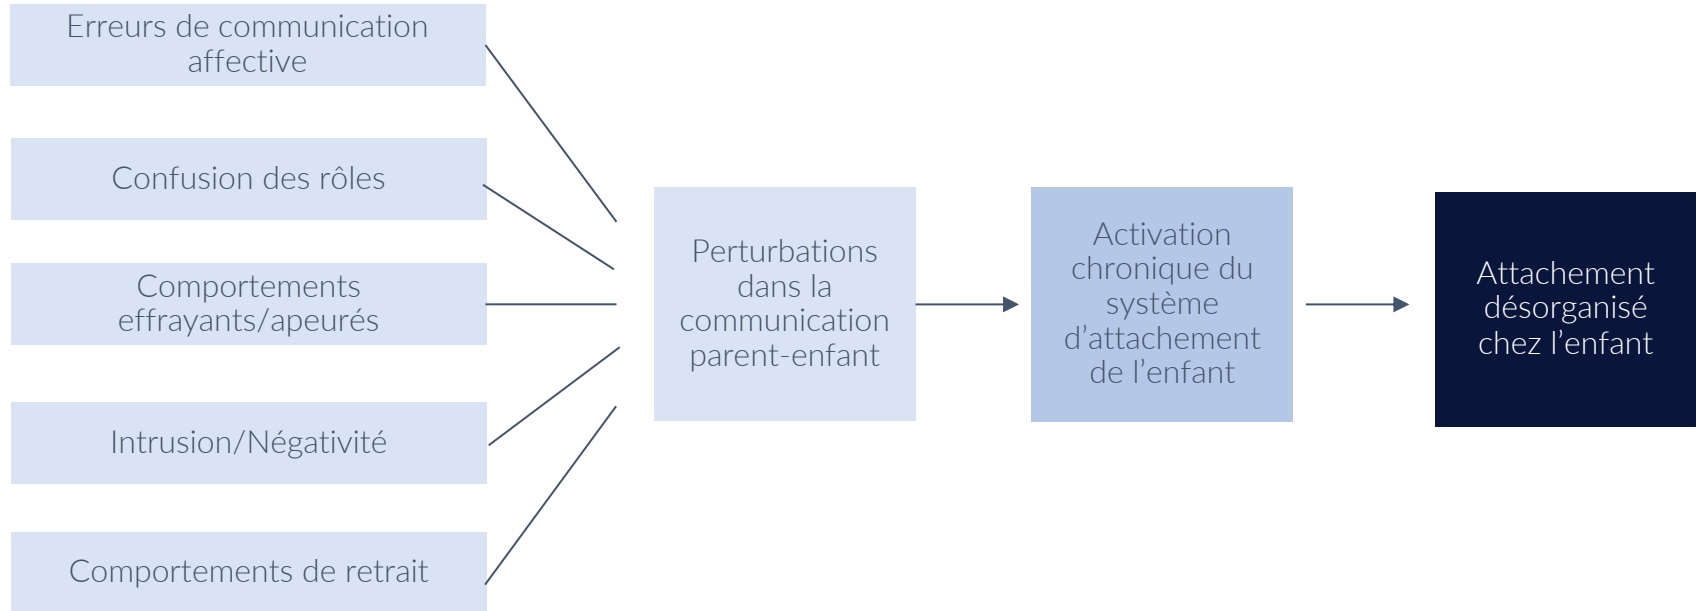 Erreurs de communication
affective
Confusion des rôles
Comportements
effrayants/apeurés
Intrusion/Négativité
Comportements de retrait
Perturbations
dans la
communication
parent-enfant
Activation
chronique du
système
d’attachement
de l’enfant
Attachement
désorganisé
chez l’enfant